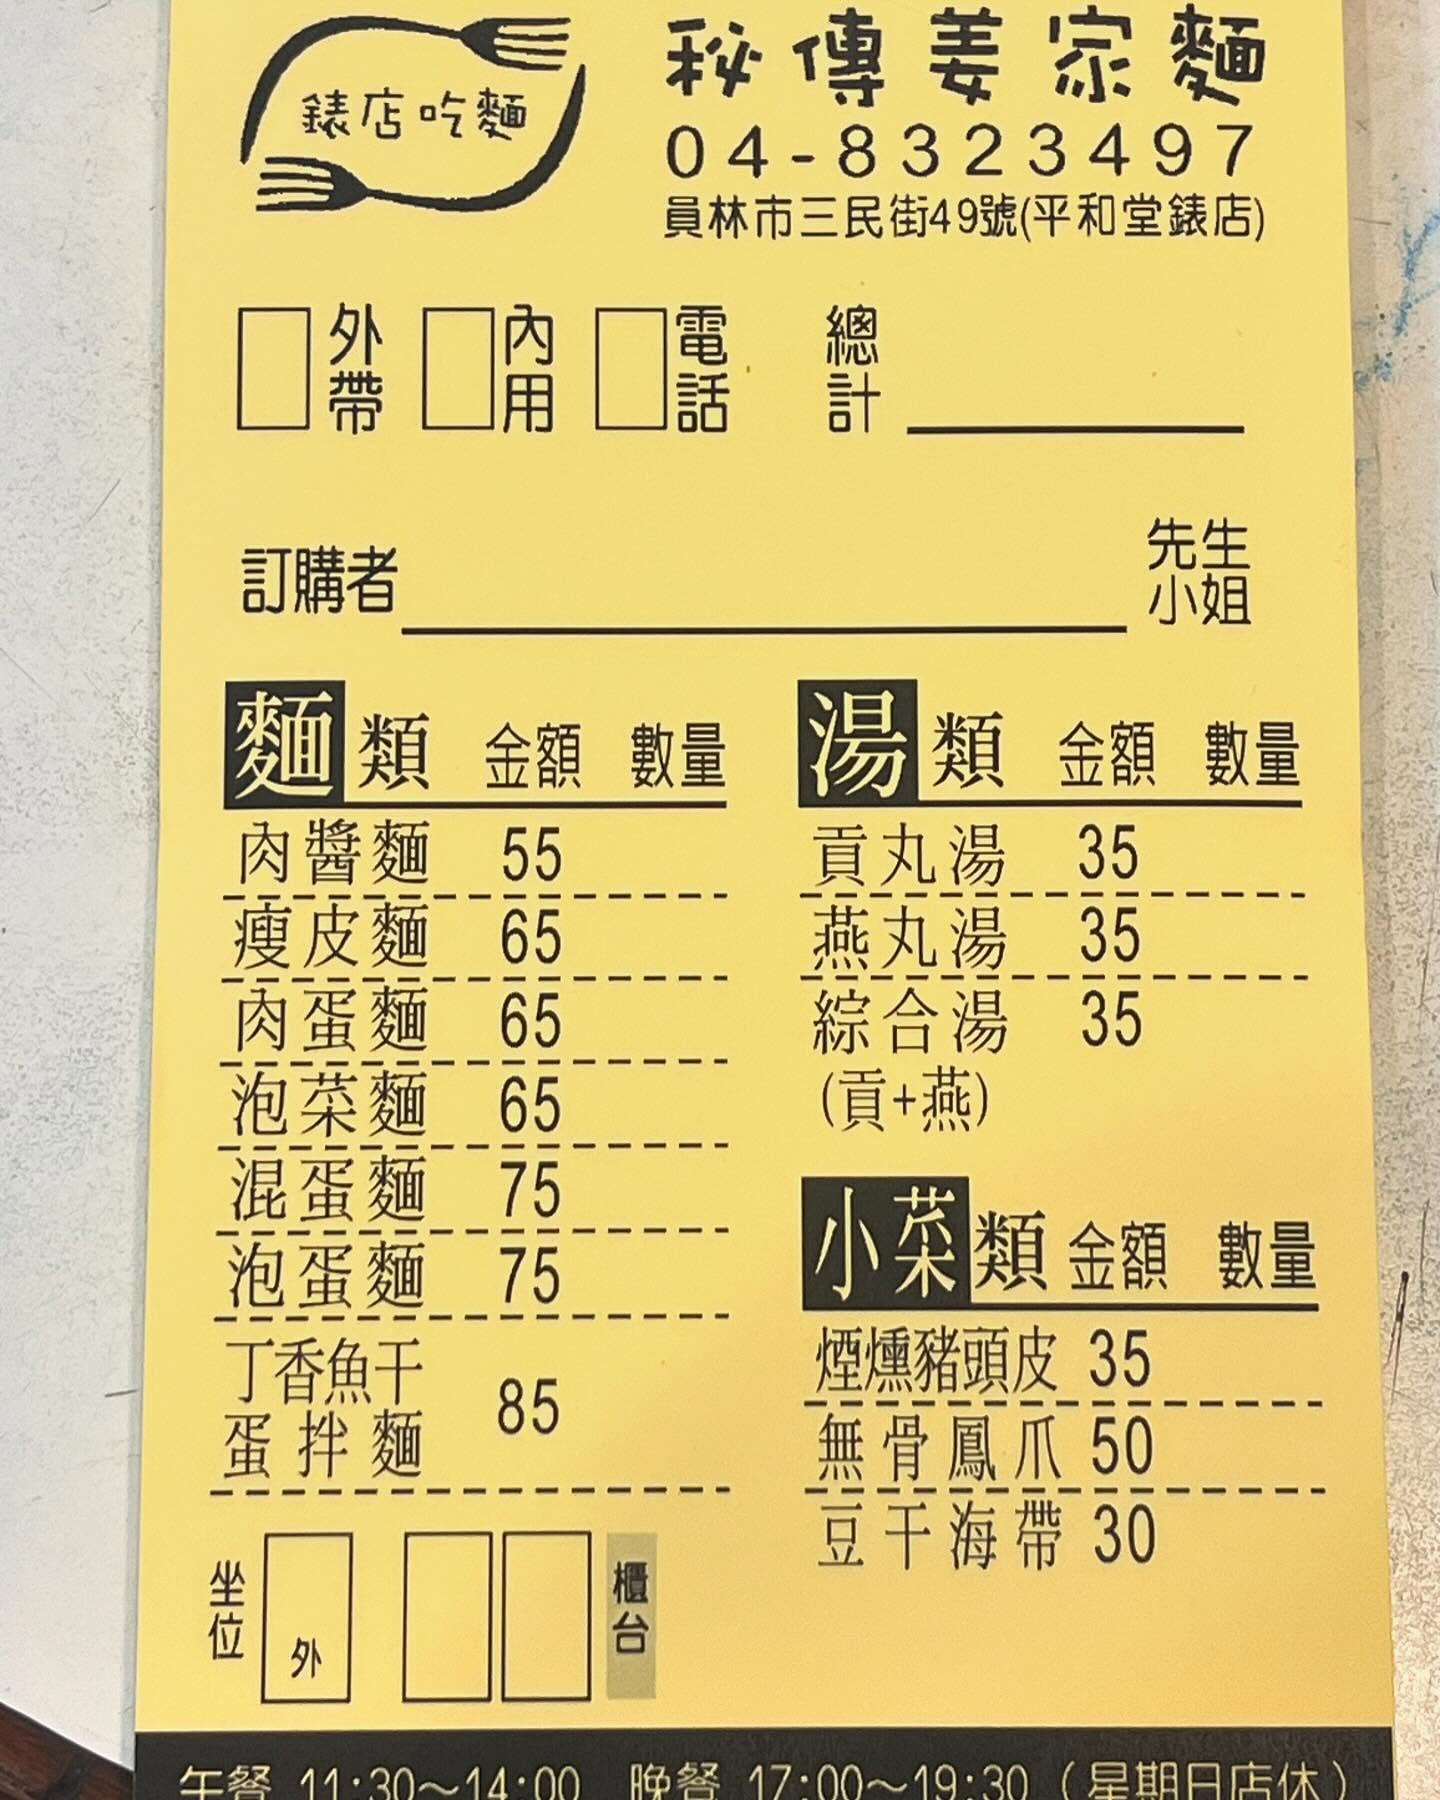 錶店吃麵
秘傳姜家麵
04-8323497
員林市三民街49號(平和堂錶店)
外帶 內用 電話 總計
訂購者 先生 小姐
麵類 金額 數量
肉醬麵 55
瘦皮麵 65
肉蛋麵 65
泡菜麵 65
混蛋麵 75
泡蛋麵 75
丁香魚干
蛋拌麵 85
湯類 金額 數量
貢丸湯 35
燕丸湯 35
綜合湯 35
(貢+燕)
小菜類 金額 數量
煙燻豬頭皮 35
無骨鳳爪 50
豆干海帶 30
坐位 外 櫃台
午餐 11:30~14:00 晚餐 17:00~19:30(星期日店休)